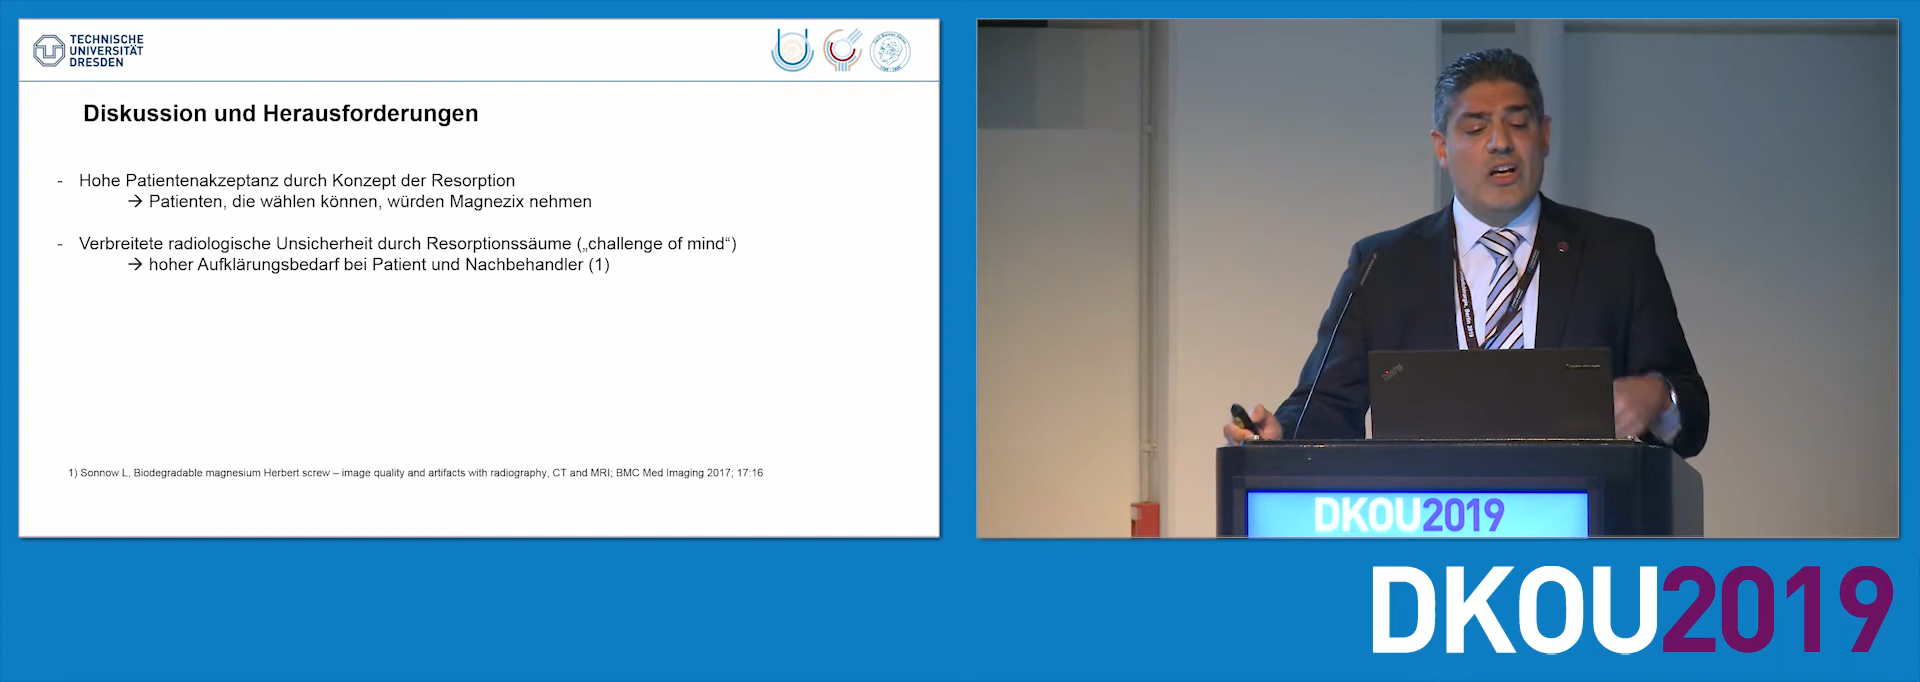 TECHNISCHE
UNIVERSITÄT
DRESDEN
Diskussion und Herausforderungen
- Hohe Patientenakzeptanz durch Konzept der Resorption
→ Patienten, die wählen können, würden Magnezix nehmen
- Verbreitete radiologische Unsicherheit durch Resorptionssäume („challenge of mind“)
→ hoher Aufklärungsbedarf bei Patient und Nachbehandler (1)
1) Sonnow L, Biodegradable magnesium Herbert screw – image quality and artifacts with radiography, CT and MRI; BMC Med Imaging 2017; 17:16
DKOU2019
DKOU2019